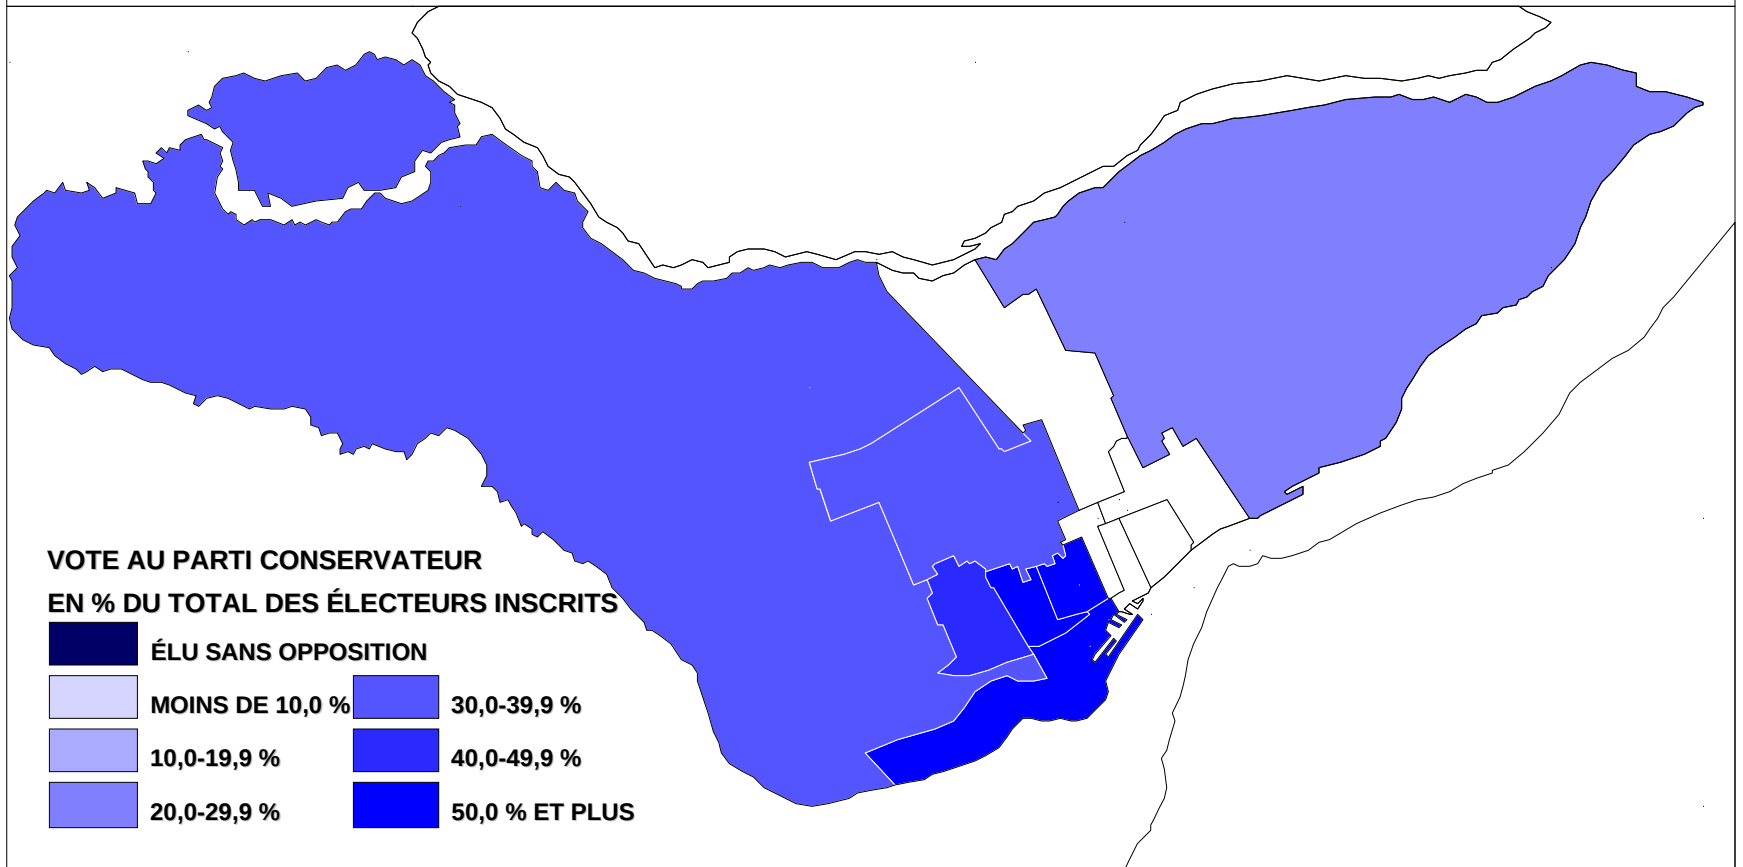 VOTE AU PARTI CONSERVATEUR
EN % DU TOTAL DES ÉLECTEURS INSCRITS
ÉLU SANS OPPOSITION
MOINS DE 10,0 %
10,0-19,9 %
20,0-29,9 %
30,0-39,9 %
40,0-49,9 %
50,0 % ET PLUS